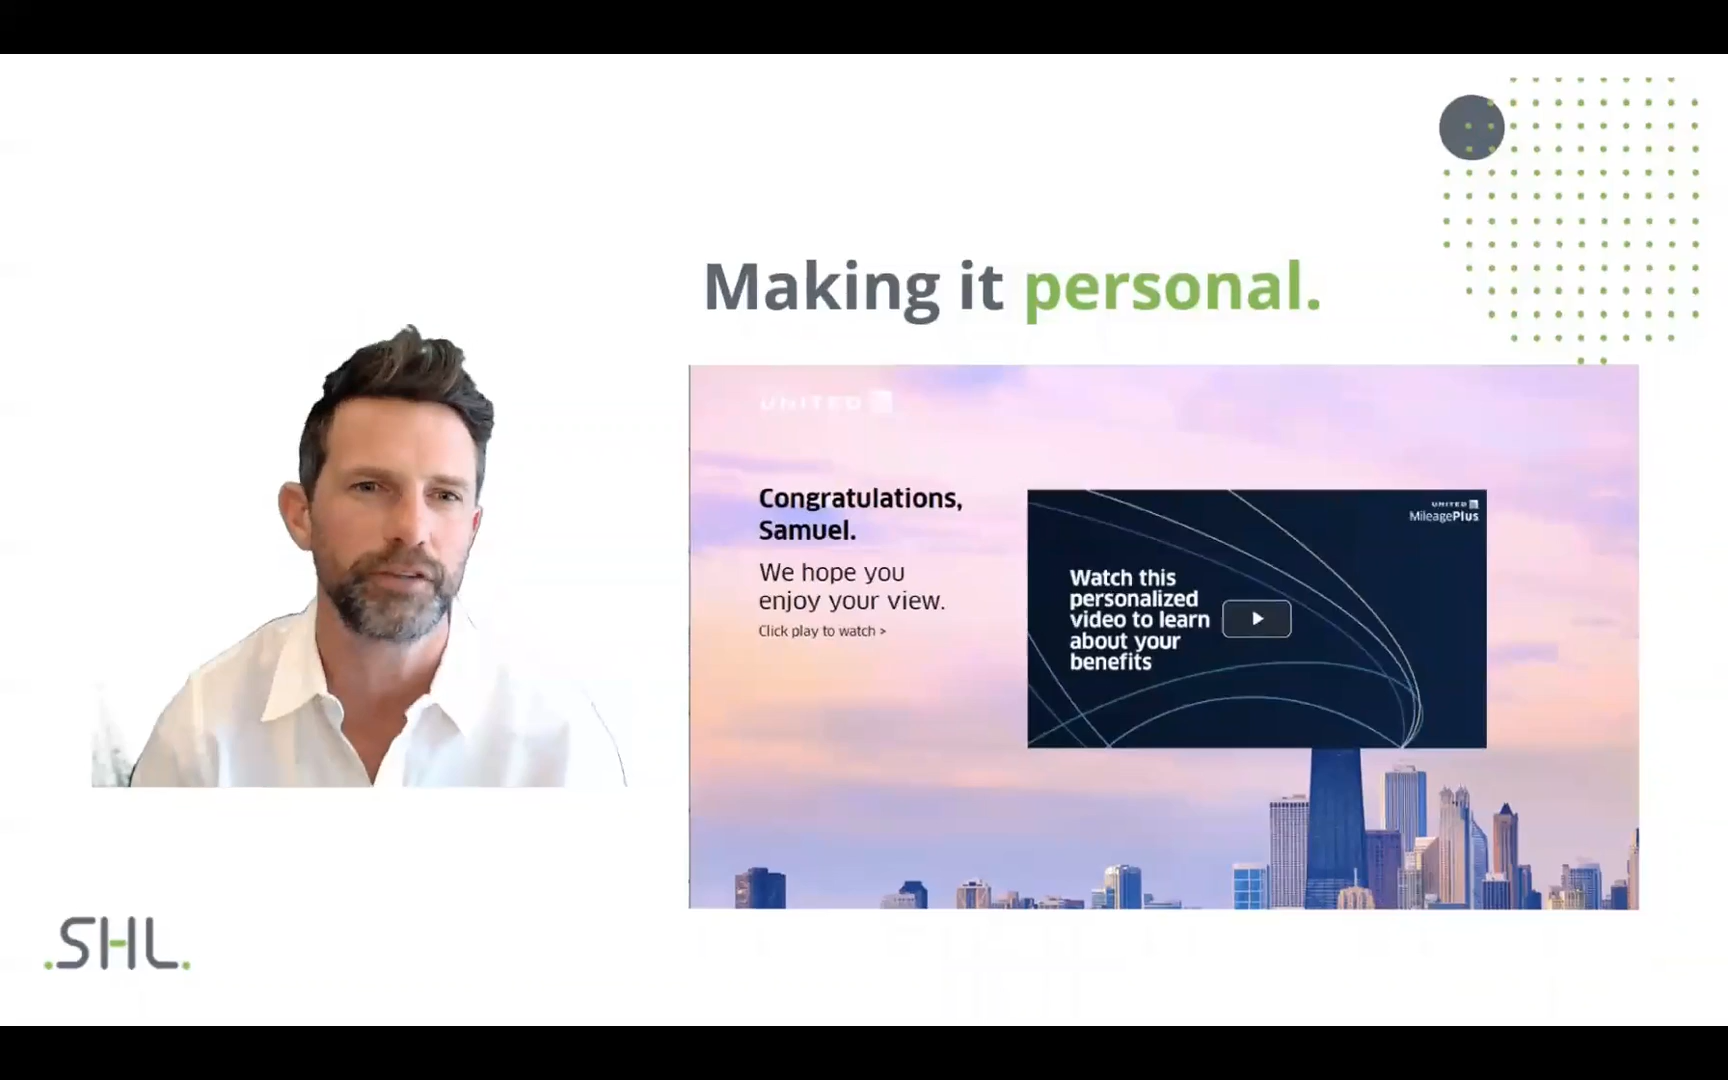 Making it personal.
UNITED
Congratulations,
Samuel.
We hope you
enjoy your view.
Click play to watch >
UNITED
MileagePlus
Watch this
personalized
video to learn
about your
benefits
.SHL.